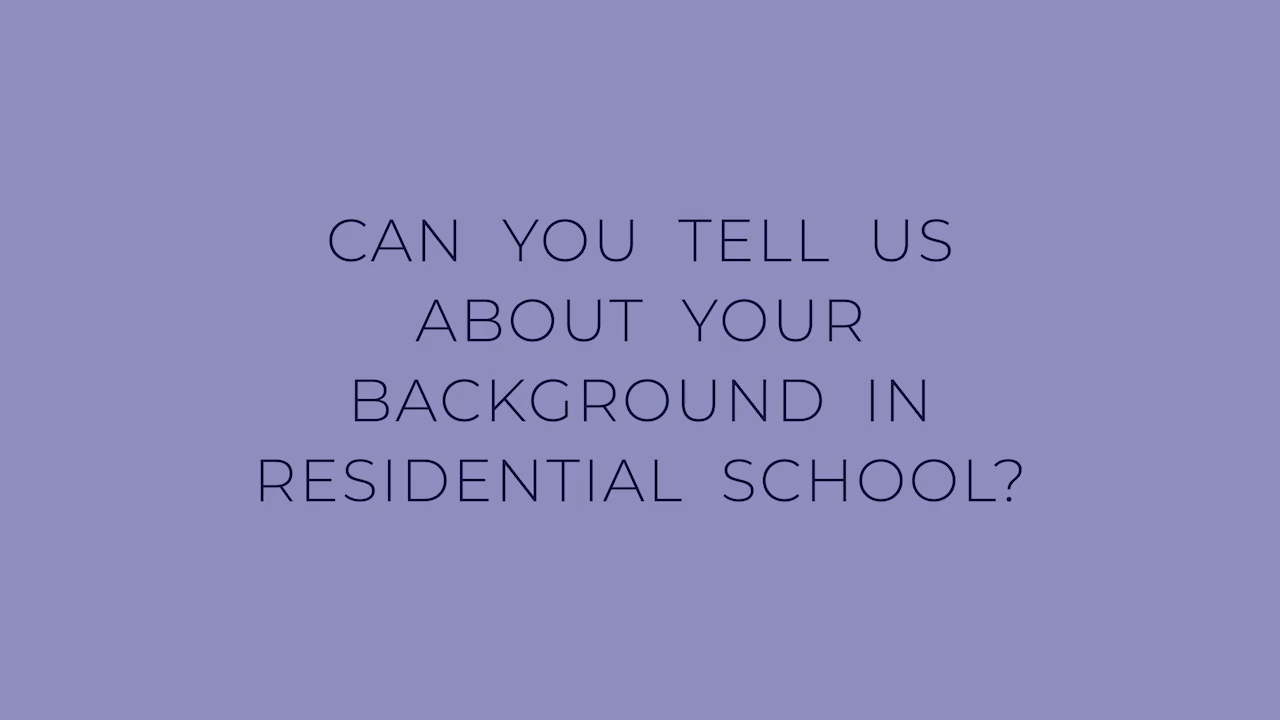 CAN YOU TELL US
ABOUT YOUR
BACKGROUND IN
RESIDENTIAL SCHOOL?